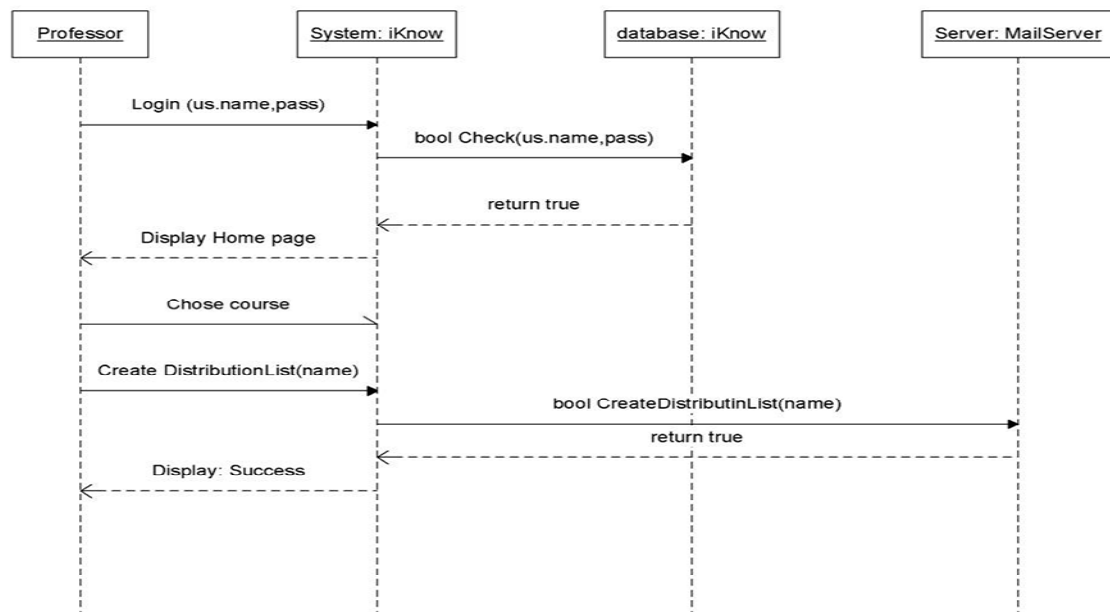 Professor
System: iKnow
database: iKnow
Server: MailServer
Login (us.name,pass)
bool Check(us.name,pass)
return true
Display Home page
Chose course
Create DistributionList(name)
bool CreateDistributinList(name)
return true
Display: Success